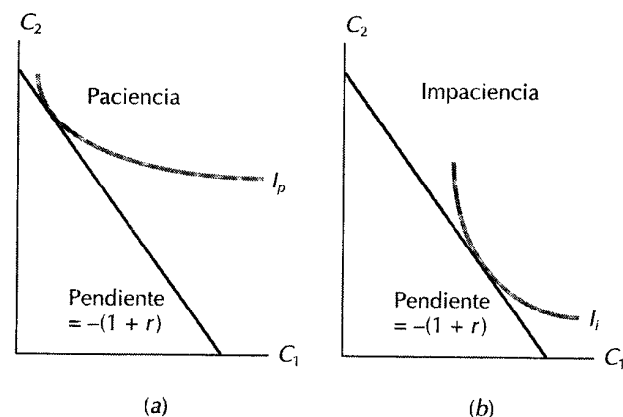 C₂
Paciencia
Iₚ
Pendiente
= –(1 + r)
C₁
(a)
C₂
Impaciencia
Pendiente
= –(1 + r)
Iᵢ
C₁
(b)